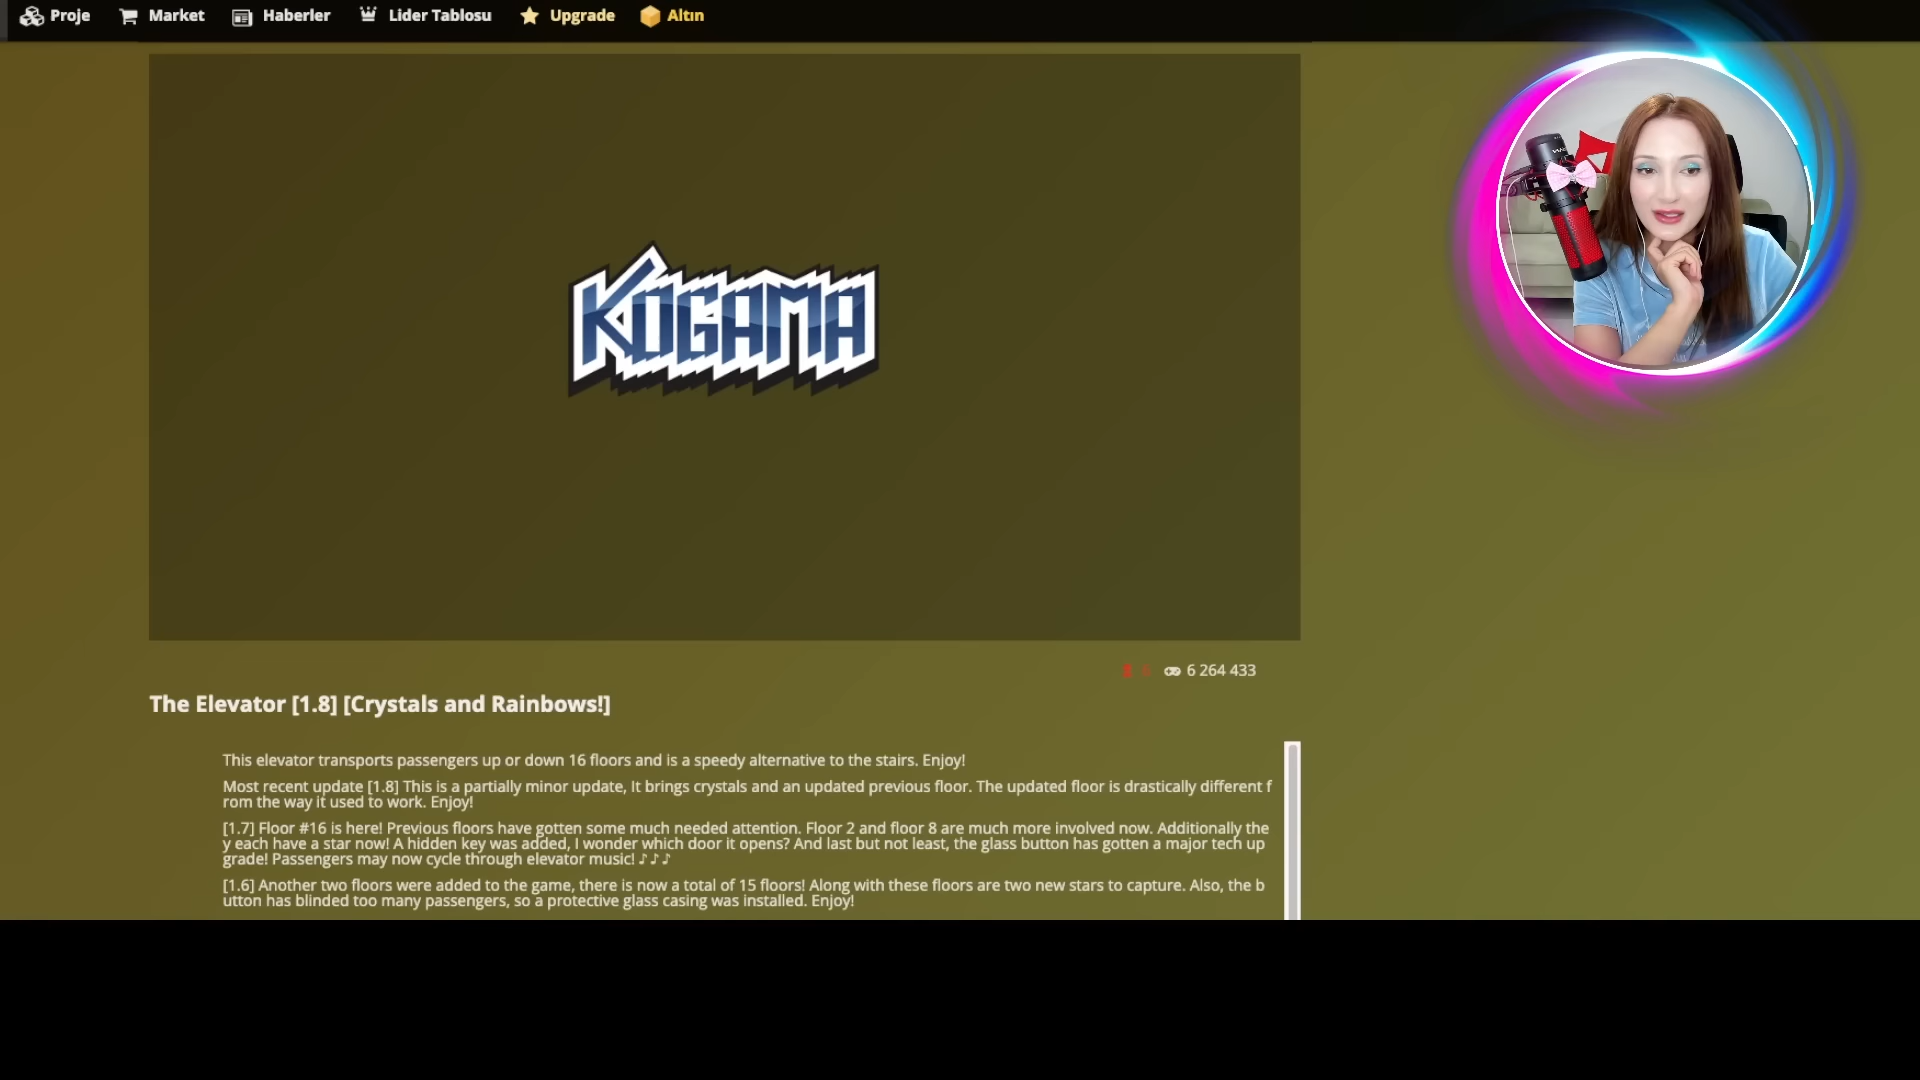 Proje Market Haberler Lider Tablosu Upgrade Altın
KOGAMA
6 264 433
The Elevator [1.8] [Crystals and Rainbows!]
This elevator transports passengers up or down 16 floors and is a speedy alternative to the stairs. Enjoy!
Most recent update [1.8] This is a partially minor update, It brings crystals and an updated previous floor. The updated floor is drastically different f
rom the way it used to work. Enjoy!
[1.7] Floor #16 is here! Previous floors have gotten some much needed attention. Floor 2 and floor 8 are much more involved now. Additionally the
y each have a star now! A hidden key was added, I wonder which door it opens? And last but not least, the glass button has gotten a major tech up
grade! Passengers may now cycle through elevator music! ♪ ♪ ♪
[1.6] Another two floors were added to the game, there is now a total of 15 floors! Along with these floors are two new stars to capture. Also, the b
utton has blinded too many passengers, so a protective glass casing was installed. Enjoy!